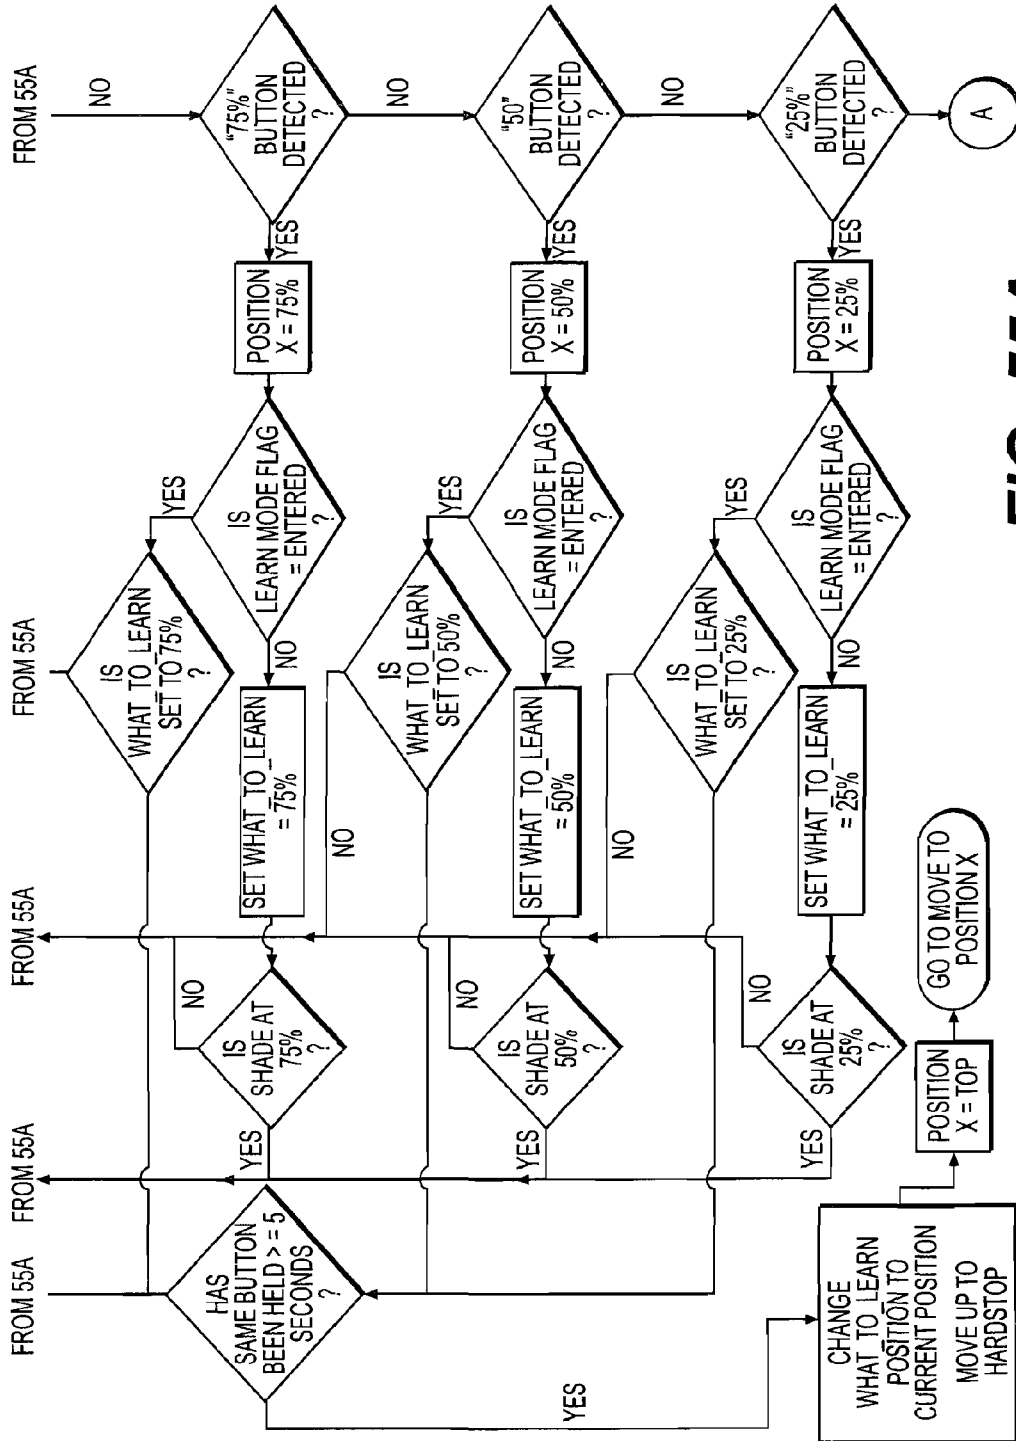 FROM 55A
FROM 55A
FROM 55A
FROM 55A
FROM 55A
NO
HAS
SAME BUTTON
BEEN HELD > = 5
SECONDS
?
YES
YES
IS
SHADE AT
75%
?
NO
SET WHAT_TO_LEARN
= 75%
NO
IS
WHAT_TO_LEARN
SET TO 75%
?
YES
IS
LEARN MODE FLAG
= ENTERED
?
POSITION
X = 75%
YES
"75%"
BUTTON
DETECTED
?
NO
YES
IS
SHADE AT
50%
?
NO
NO
SET WHAT_TO_LEARN
= 50%
NO
IS
WHAT_TO_LEARN
SET TO 50%
?
YES
IS
LEARN MODE FLAG
= ENTERED
?
POSITION
X = 50%
YES
"50"
BUTTON
DETECTED
?
NO
IS
SHADE AT
25%
?
YES
NO
NO
SET WHAT_TO_LEARN
= 25%
NO
IS
WHAT_TO_LEARN
SET TO 25%
?
YES
IS
LEARN MODE FLAG
= ENTERED
?
POSITION
X = 25%
YES
"25%"
BUTTON
DETECTED
?
CHANGE
WHAT_TO_LEARN
POSITION TO
CURRENT POSITION
MOVE UP TO
HARDSTOP
POSITION
X = TOP
GO TO MOVE TO
POSITION X
A